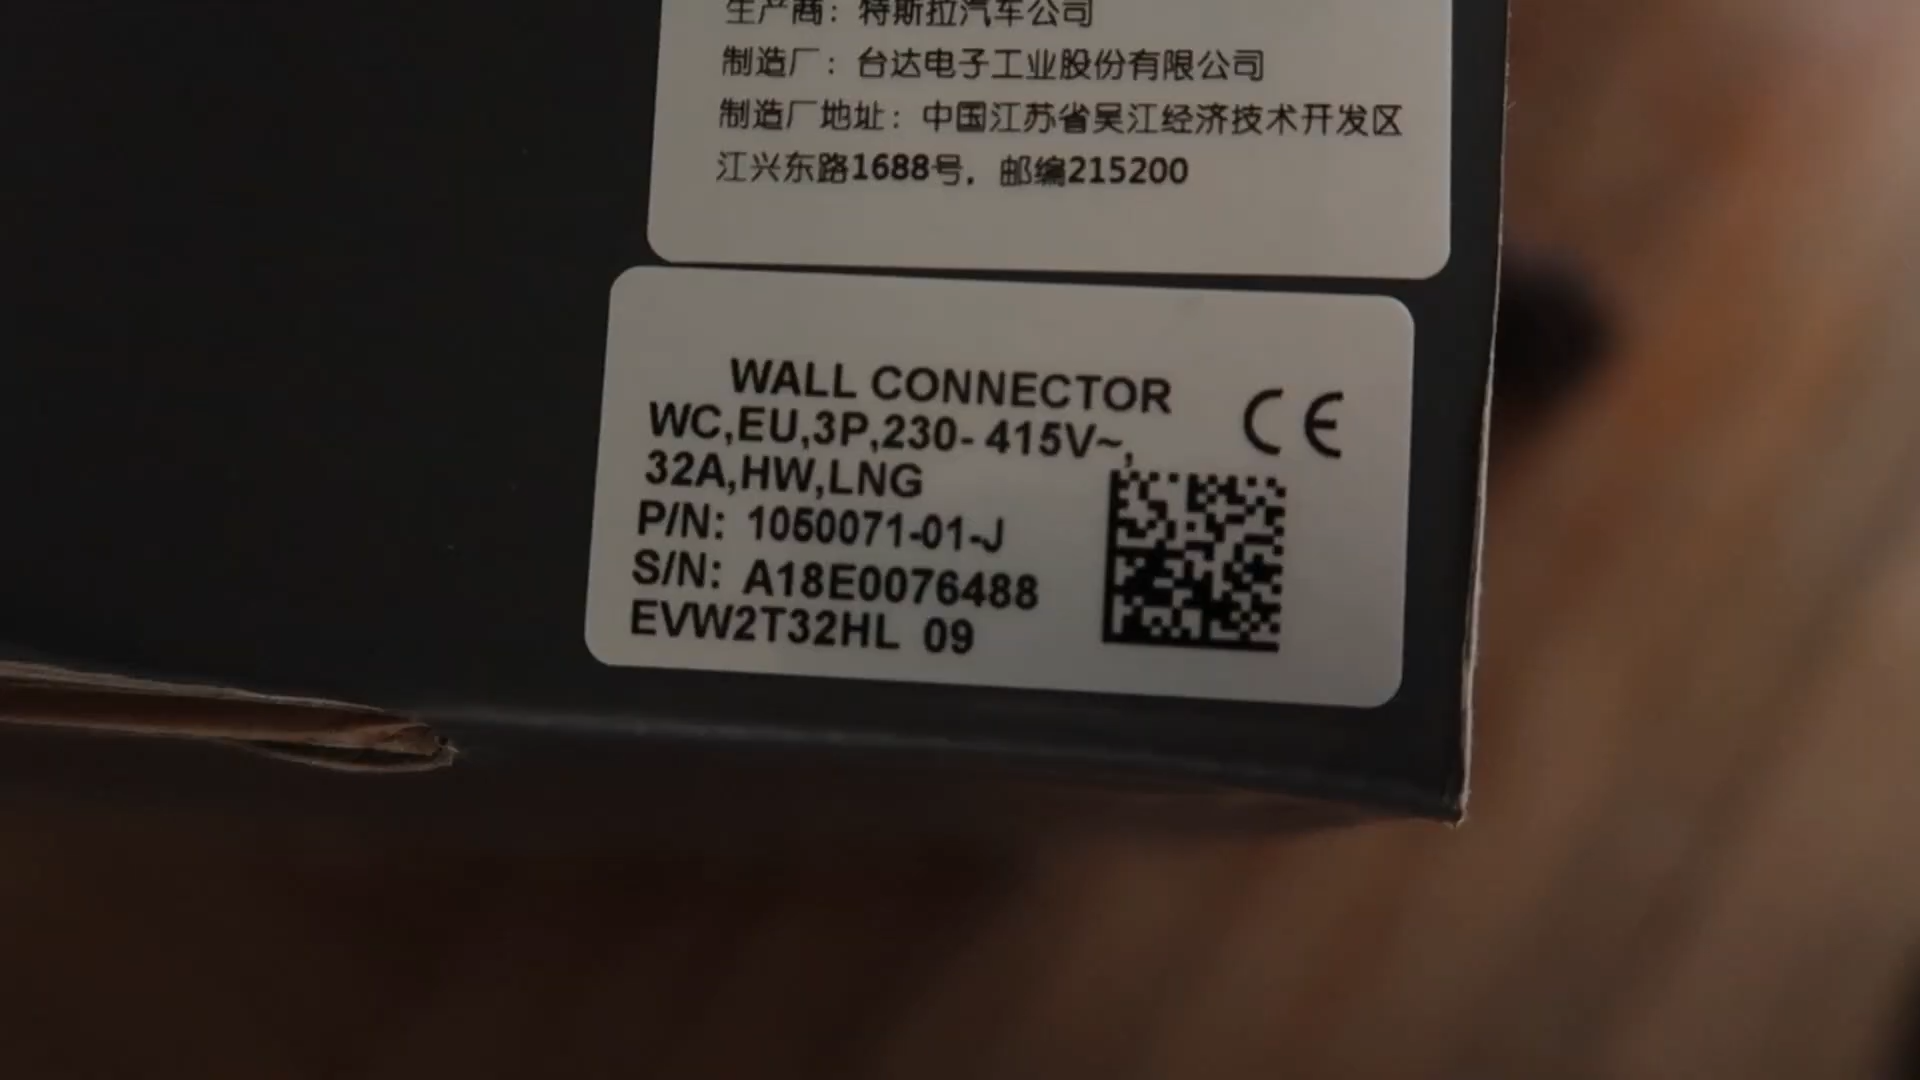 生产商：特斯拉汽车公司
制造厂：台达电子工业股份有限公司
制造厂地址：中国江苏省吴江经济技术开发区
江兴东路1688号，邮编215200
WALL CONNECTOR
WC,EU,3P,230- 415V~,
32A,HW,LNG
P/N: 1050071-01-J
S/N: A18E0076488
EVW2T32HL 09
CE